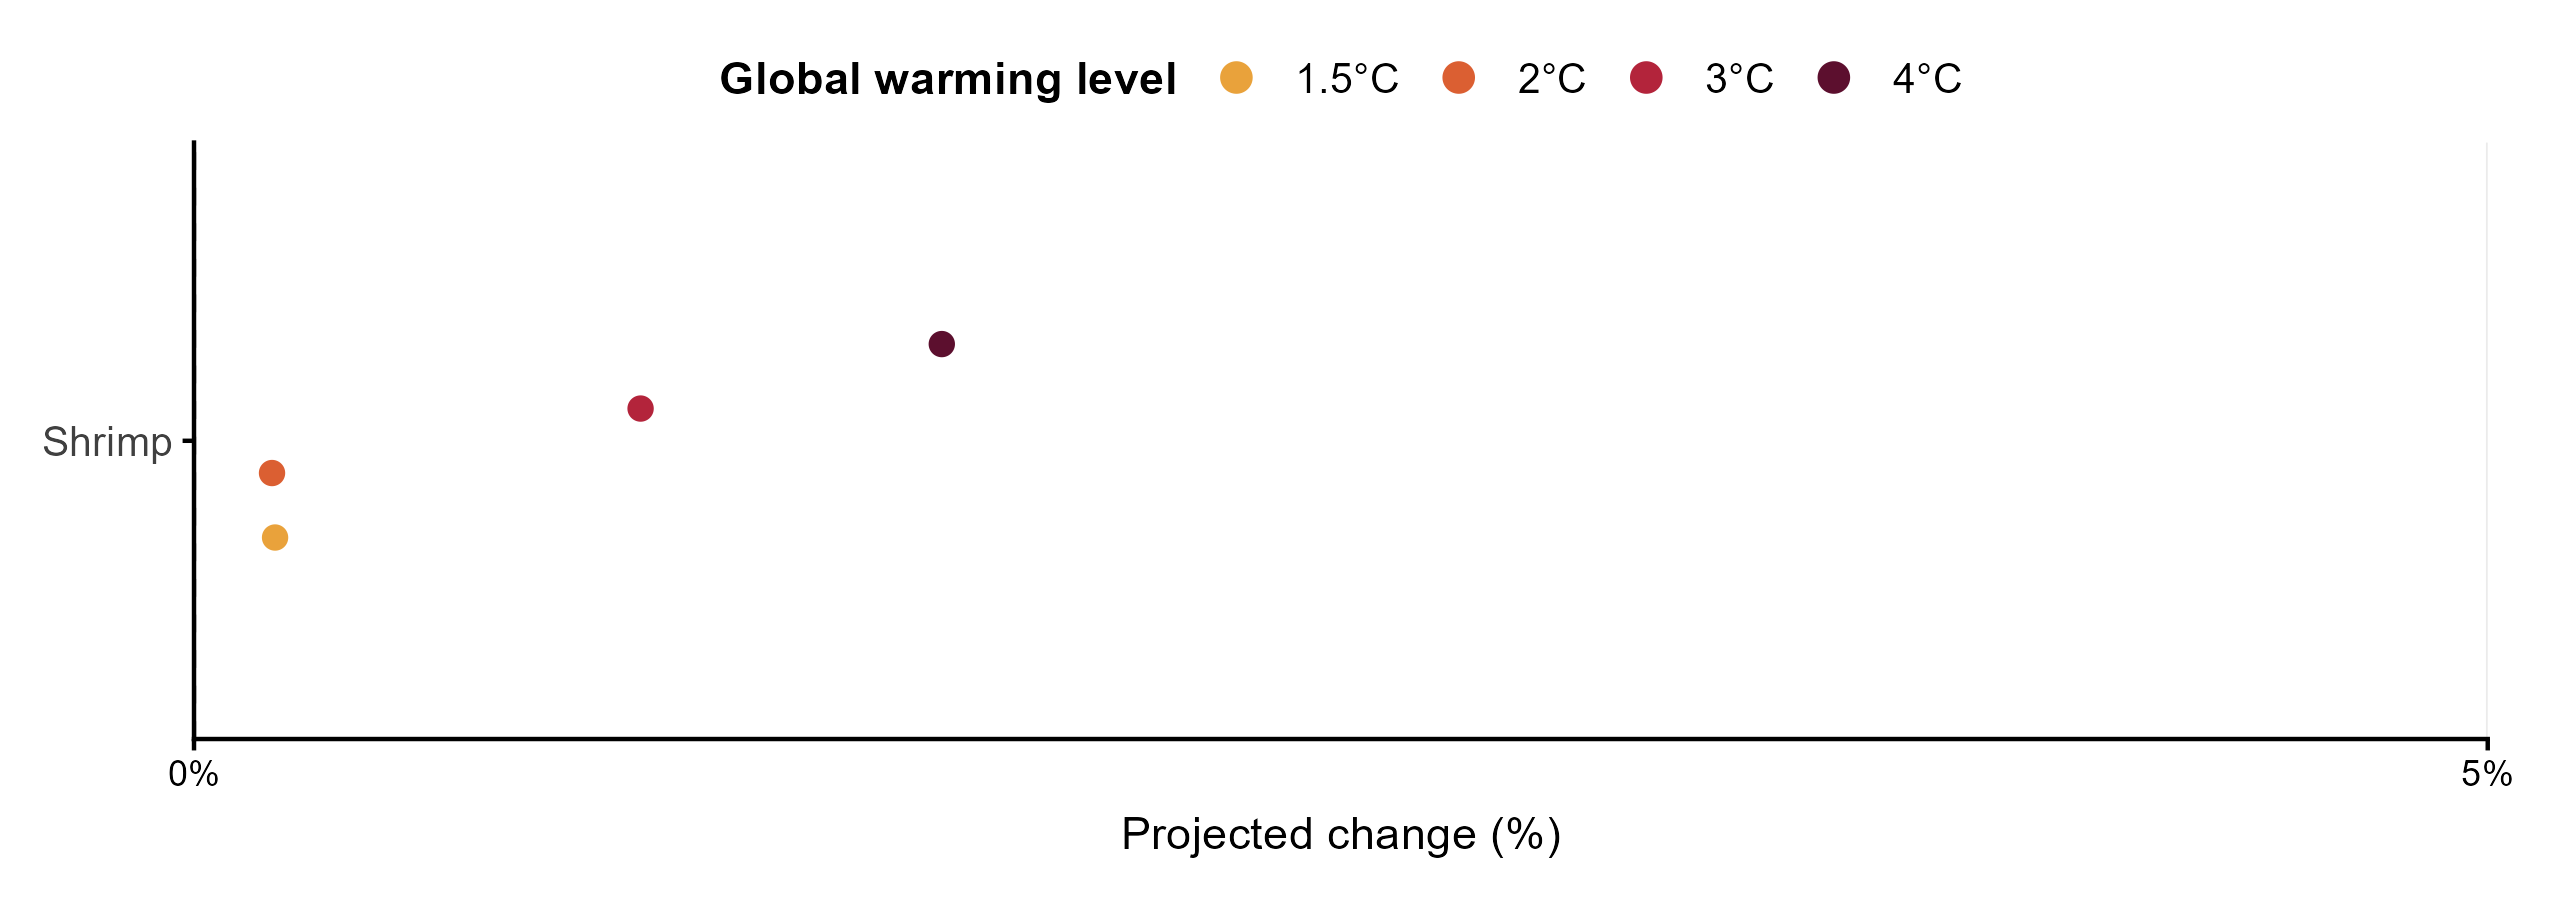 Global warming level 1.5°C 2°C 3°C 4°C
Shrimp
0% 5%
Projected change (%)